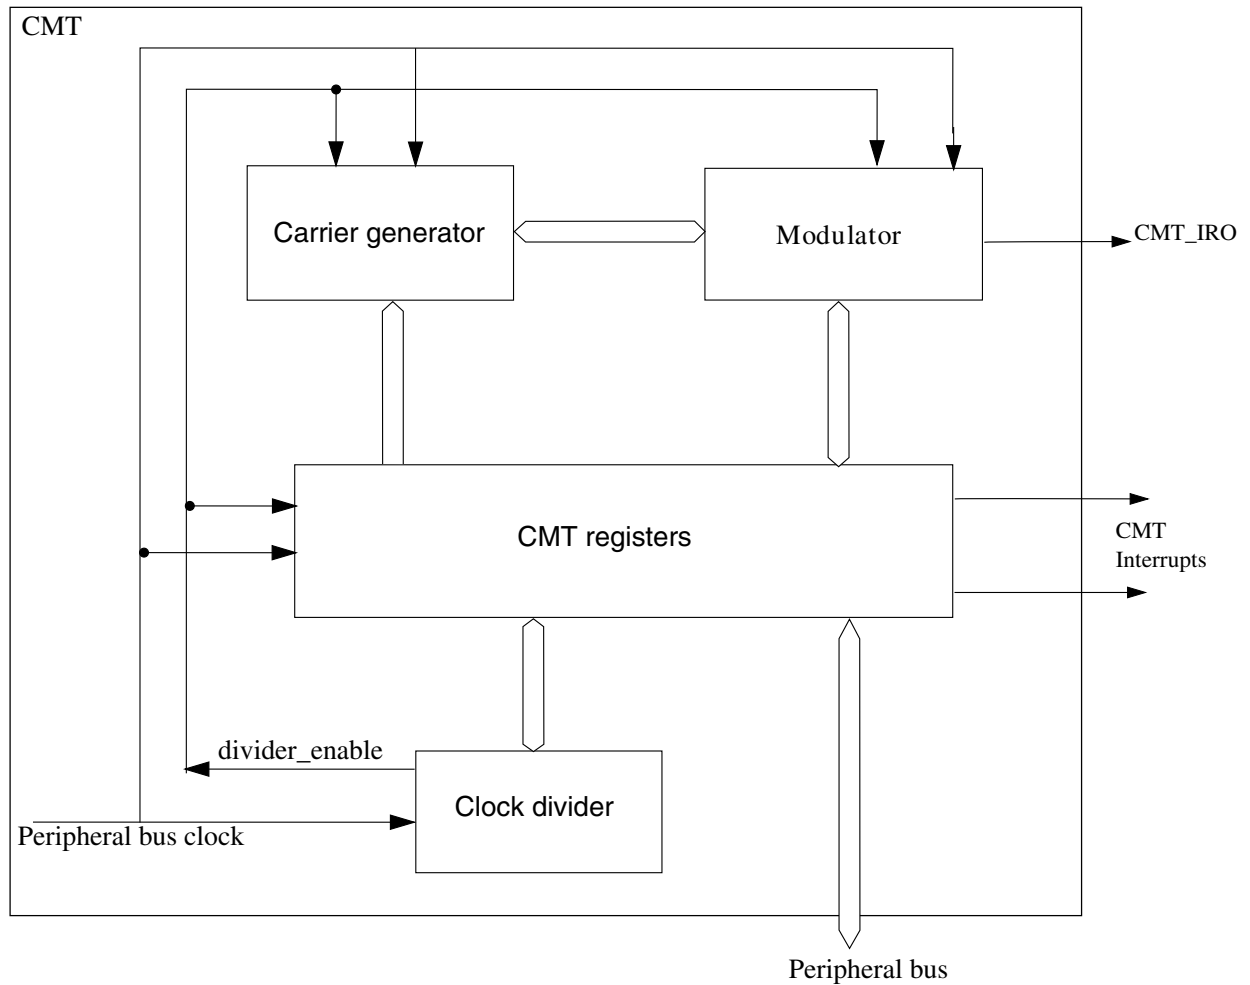 CMT
Carrier generator
Modulator
CMT_IRO
CMT registers
CMT
Interrupts
divider_enable
Clock divider
Peripheral bus clock
Peripheral bus